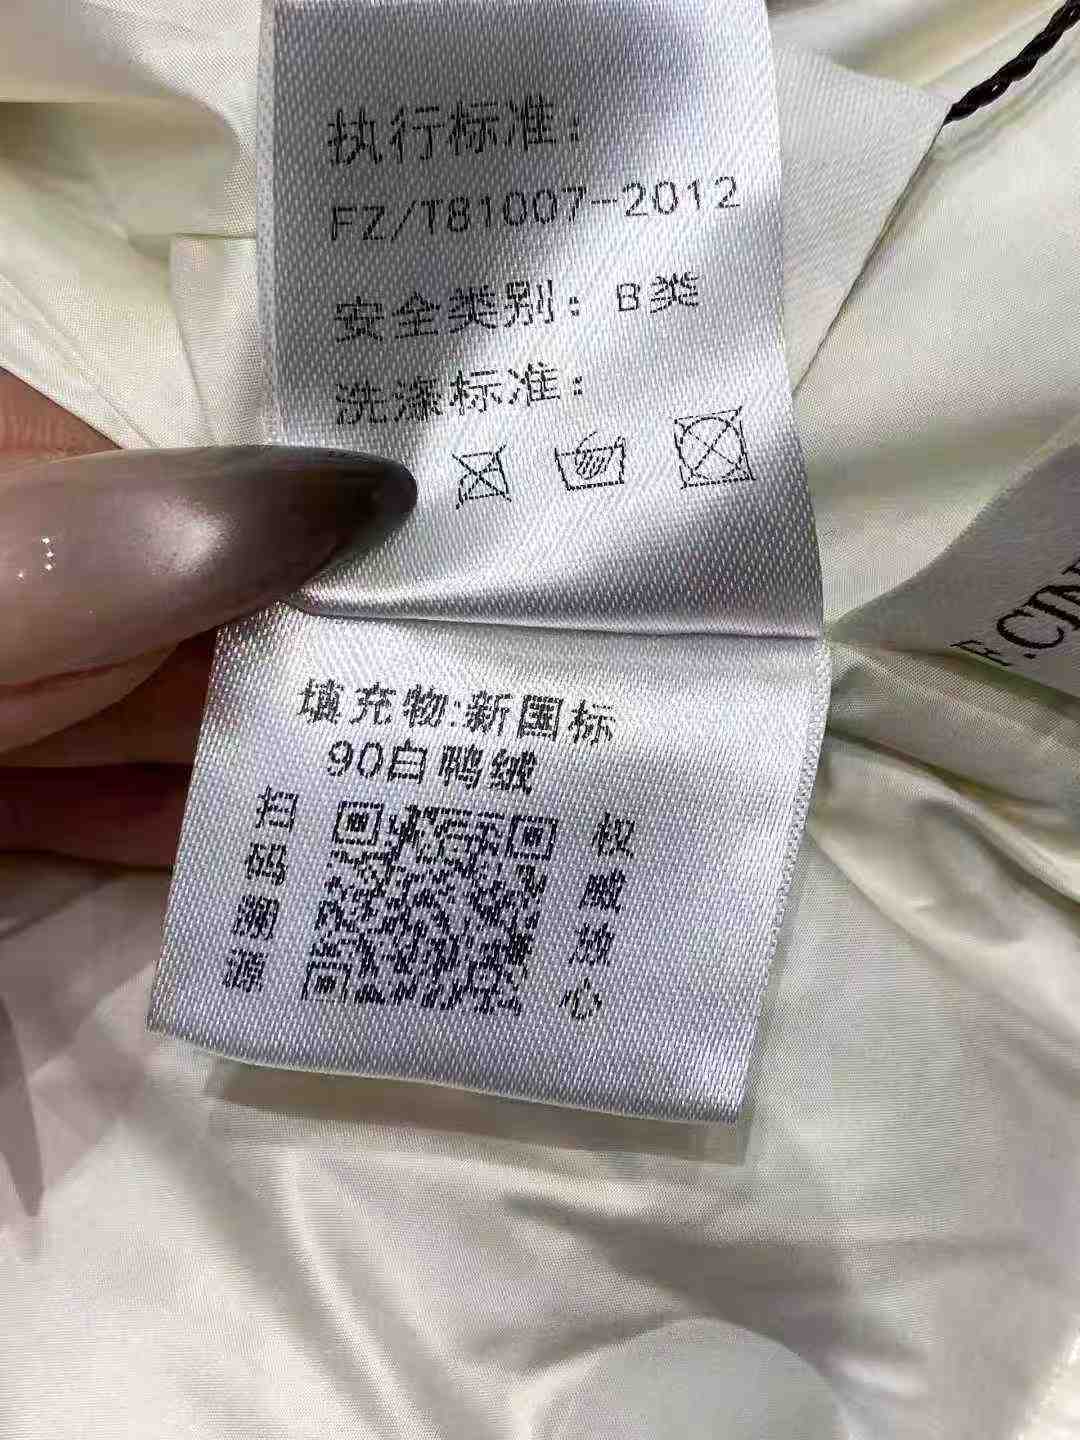 执行标准：
FZ/T81007-2012
安全类别：B类
洗涤标准：
填充物:新国标
90白鸭绒
扫码溯源
权威放心
F.CIN